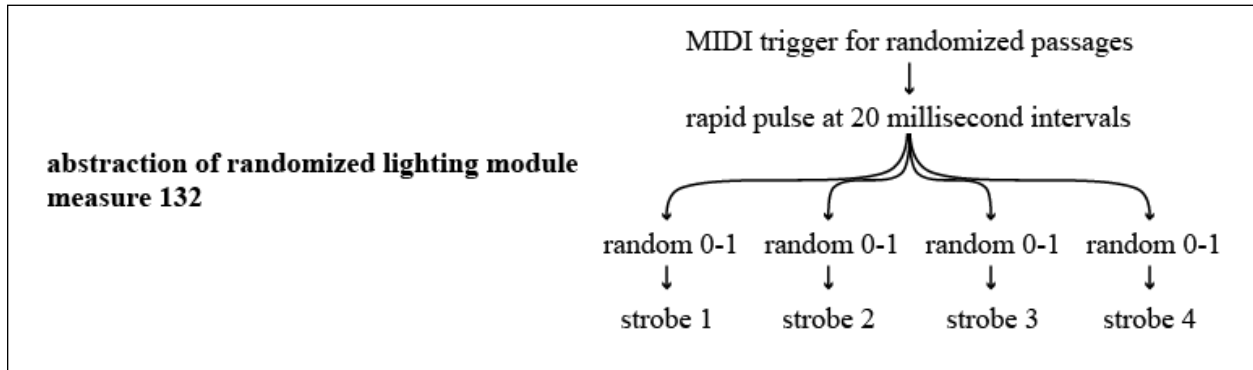 MIDI trigger for randomized passages
rapid pulse at 20 millisecond intervals
abstraction of randomized lighting module
measure 132
random 0-1 random 0-1 random 0-1 random 0-1
strobe 1 strobe 2 strobe 3 strobe 4